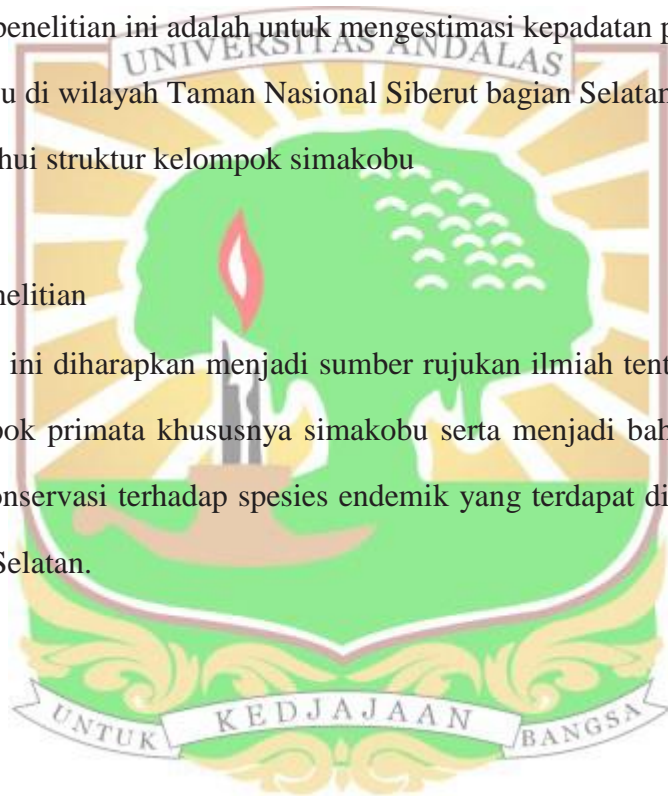 penelitian ini adalah untuk mengestimasi kepadatan p
UNIVERSITAS ANDALAS
u di wilayah Taman Nasional Siberut bagian Selatan
hui struktur kelompok simakobu
nelitian
ini diharapkan menjadi sumber rujukan ilmiah tent
ok primata khususnya simakobu serta menjadi bah
onservasi terhadap spesies endemik yang terdapat di
Selatan.
UNTUK KEDJAJAAN BANGSA